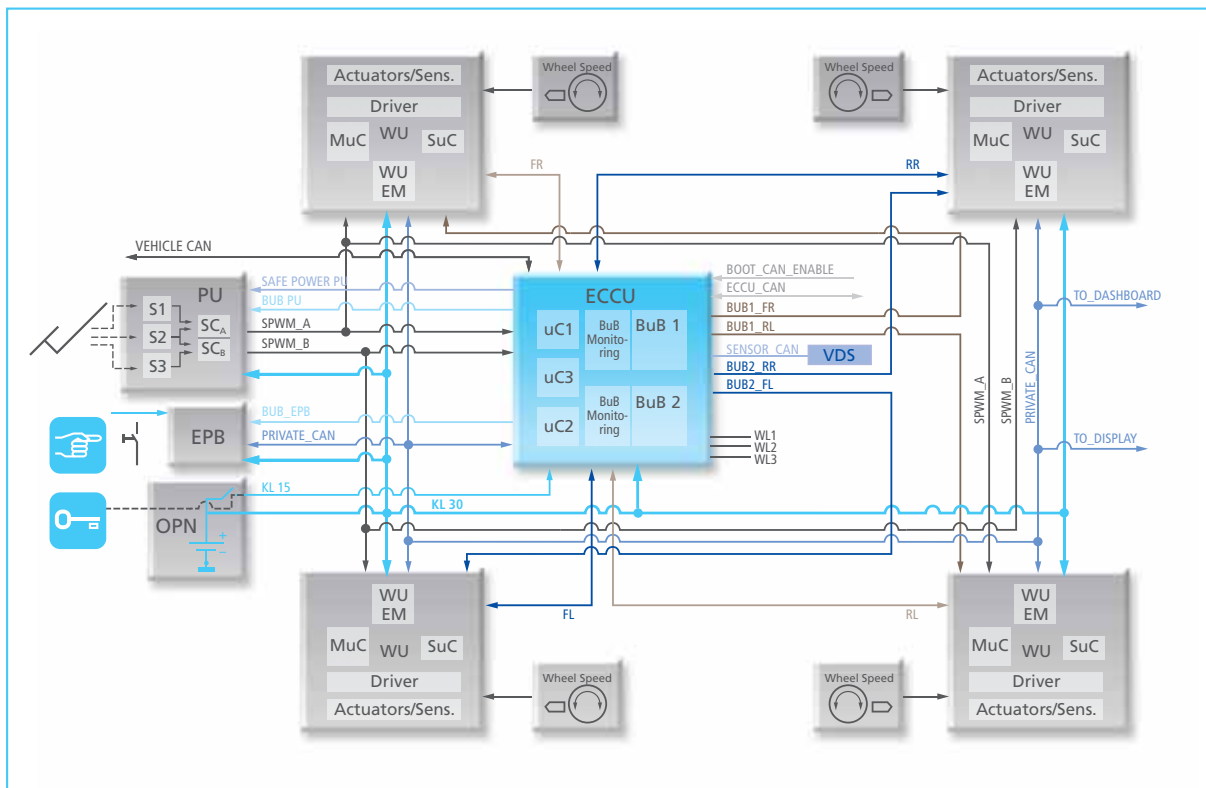 Actuators/Sens.
Driver
MuC
WU
SuC
WU
EM
Wheel Speed
Wheel Speed
Actuators/Sens.
Driver
MuC
WU
SuC
WU
EM
FR
RR
VEHICLE CAN
PU
S1
S2
S3
SCA
SCB
SAFE POWER PU
BUB PU
SPWM_A
SPWM_B
ECCU
uC1
uC3
uC2
BuB
Monito-
ring
BuB 1
BuB
Monito-
ring
BuB 2
BOOT_CAN_ENABLE
ECCU_CAN
BUB1_FR
BUB1_RL
SENSOR_CAN
VDS
BUB2_RR
BUB2_FL
WL1
WL2
WL3
SPWM_A
SPWM_B
PRIVATE_CAN
TO_DASHBOARD
TO_DISPLAY
EPB
BUB_EPB
PRIVATE_CAN
OPN
+
−
KL 15
KL 30
WU
EM
MuC
WU
SuC
Driver
Actuators/Sens.
FL
RL
Wheel Speed
Wheel Speed
WU
EM
MuC
WU
SuC
Driver
Actuators/Sens.